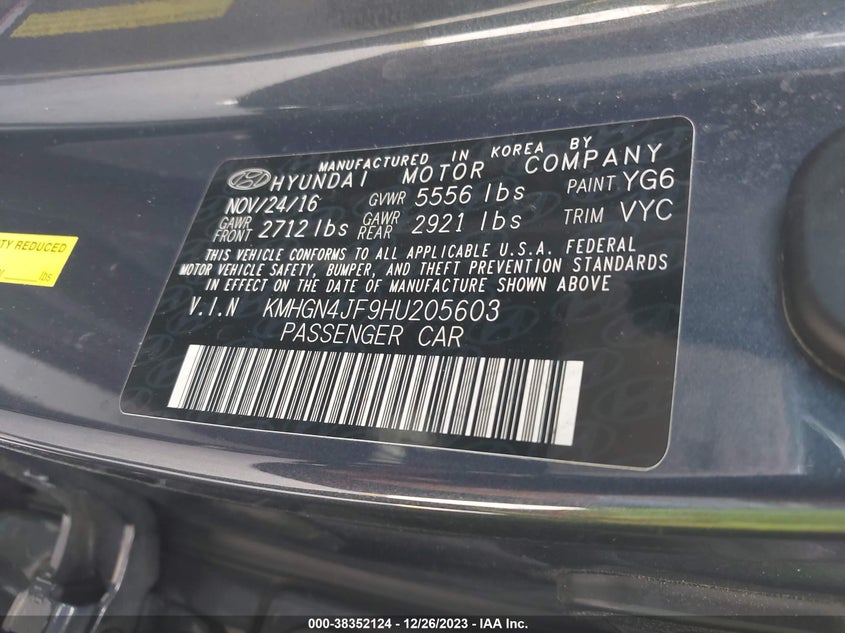 MANUFACTURED IN KOREA BY
HYUNDAI MOTOR COMPANY
NOV/24/16 GVWR 5556 lbs PAINT YG6
GAWR FRONT 2712 lbs GAWR REAR 2921 lbs TRIM VYC
THIS VEHICLE CONFORMS TO ALL APPLICABLE U.S.A. FEDERAL
MOTOR VEHICLE SAFETY, BUMPER, AND THEFT PREVENTION STANDARDS
IN EFFECT ON THE DATE OF MANUFACTURE SHOWN ABOVE
V.I.N KMHGN4JF9HU205603
PASSENGER CAR
REDUCED
lbs
000-38352124 - 12/26/2023 - IAA Inc.